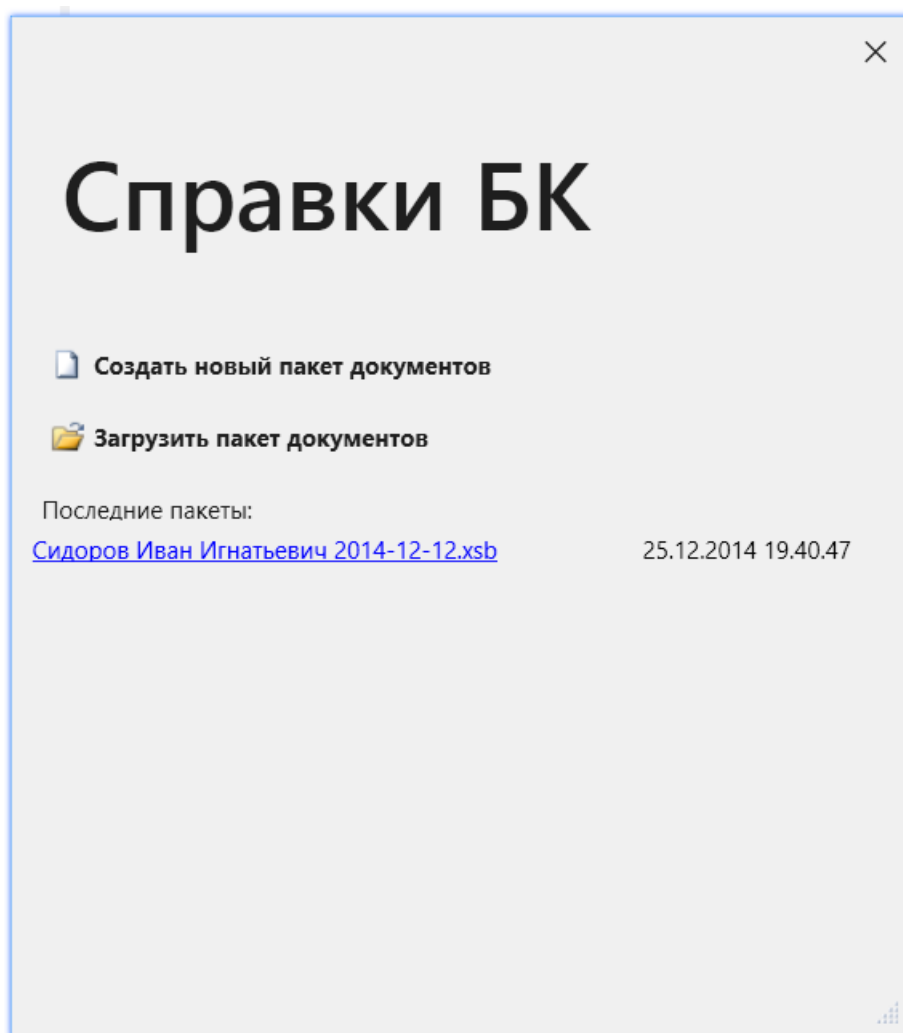 Справки БК
Создать новый пакет документов
Загрузить пакет документов
Последние пакеты:
Сидоров Иван Игнатьевич 2014-12-12.xsb 25.12.2014 19.40.47